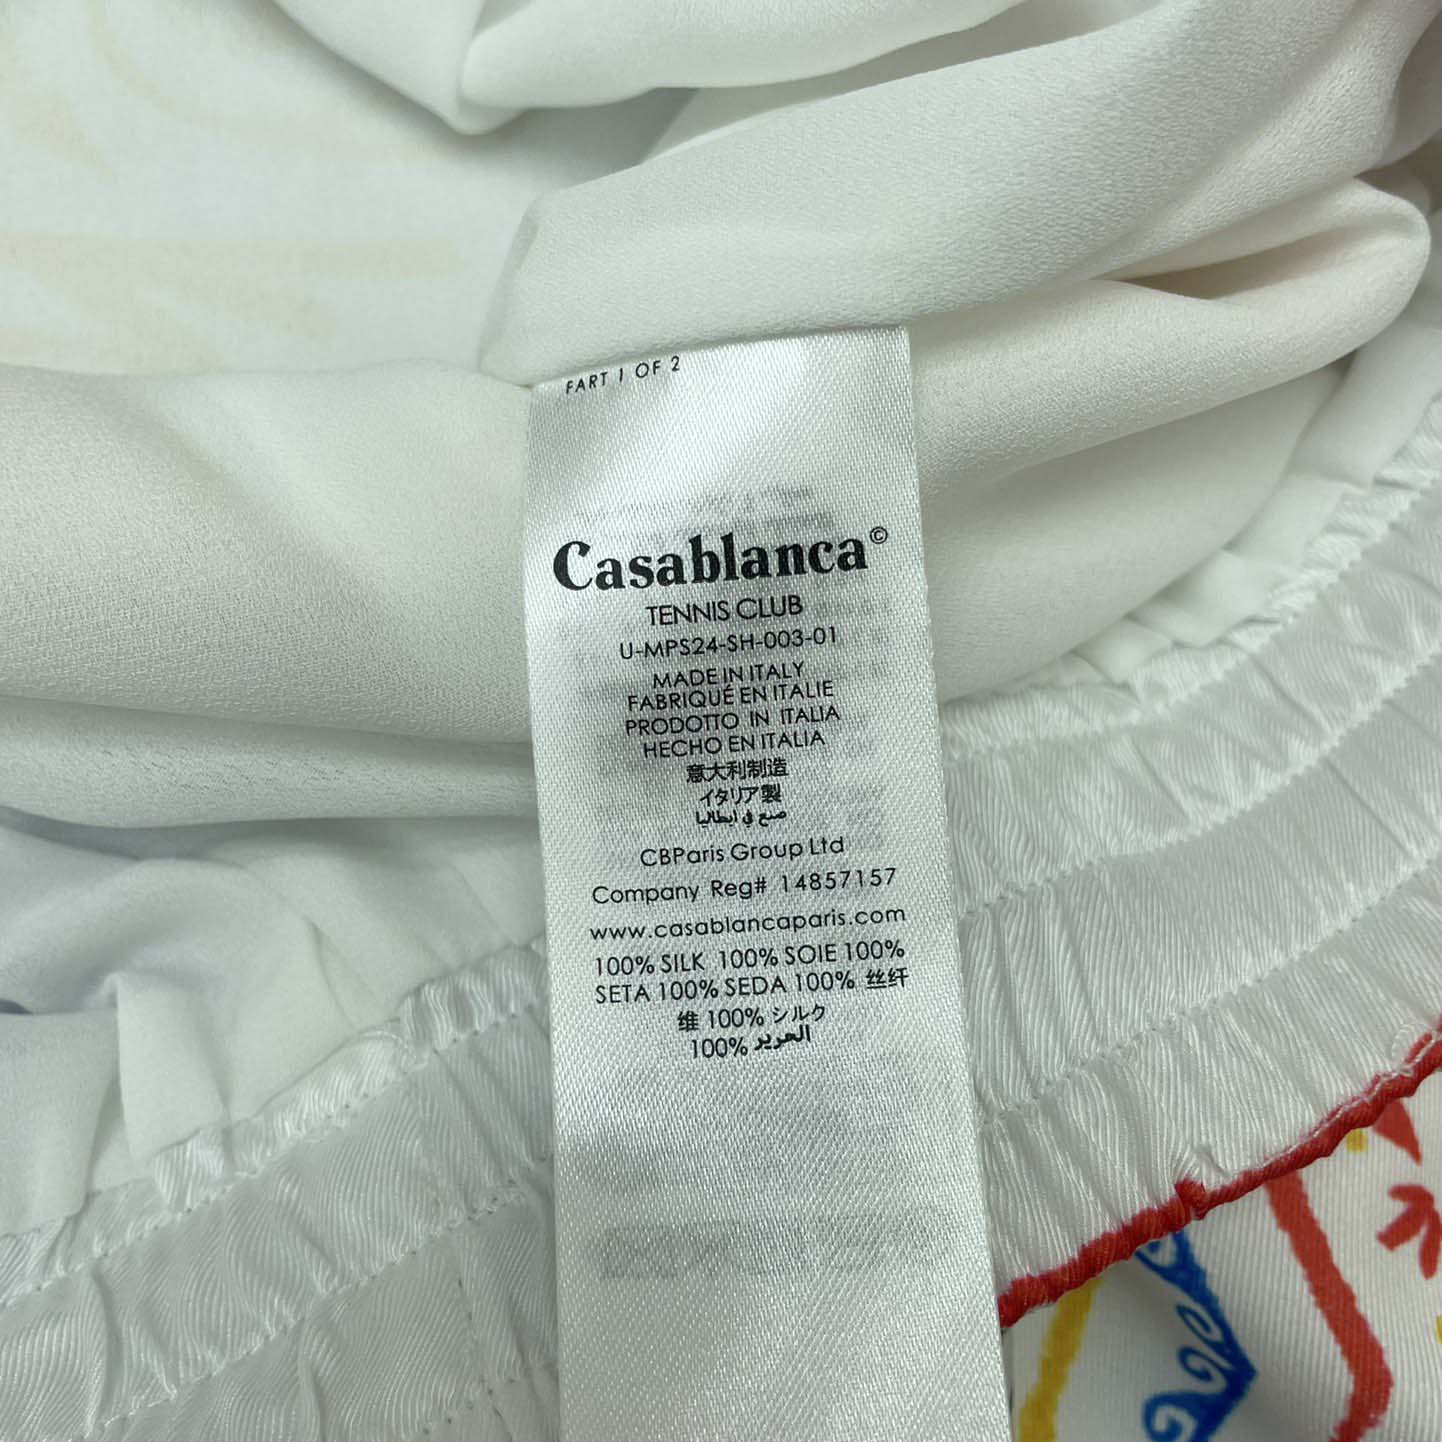 FART 1 OF 2
Casablanca©
TENNIS CLUB
U-MPS24-SH-003-01
MADE IN ITALY
FABRIQUÉ EN ITALIE
PRODOTTO IN ITALIA
HECHO EN ITALIA
意大利制造
イタリア製
صنع في ايطاليا
CBParis Group Ltd
Company Reg# 14857157
www.casablancaparis.com
100% SILK 100% SOIE 100%
SETA 100% SEDA 100% 丝纤
维 100% シルク
100% الحرير